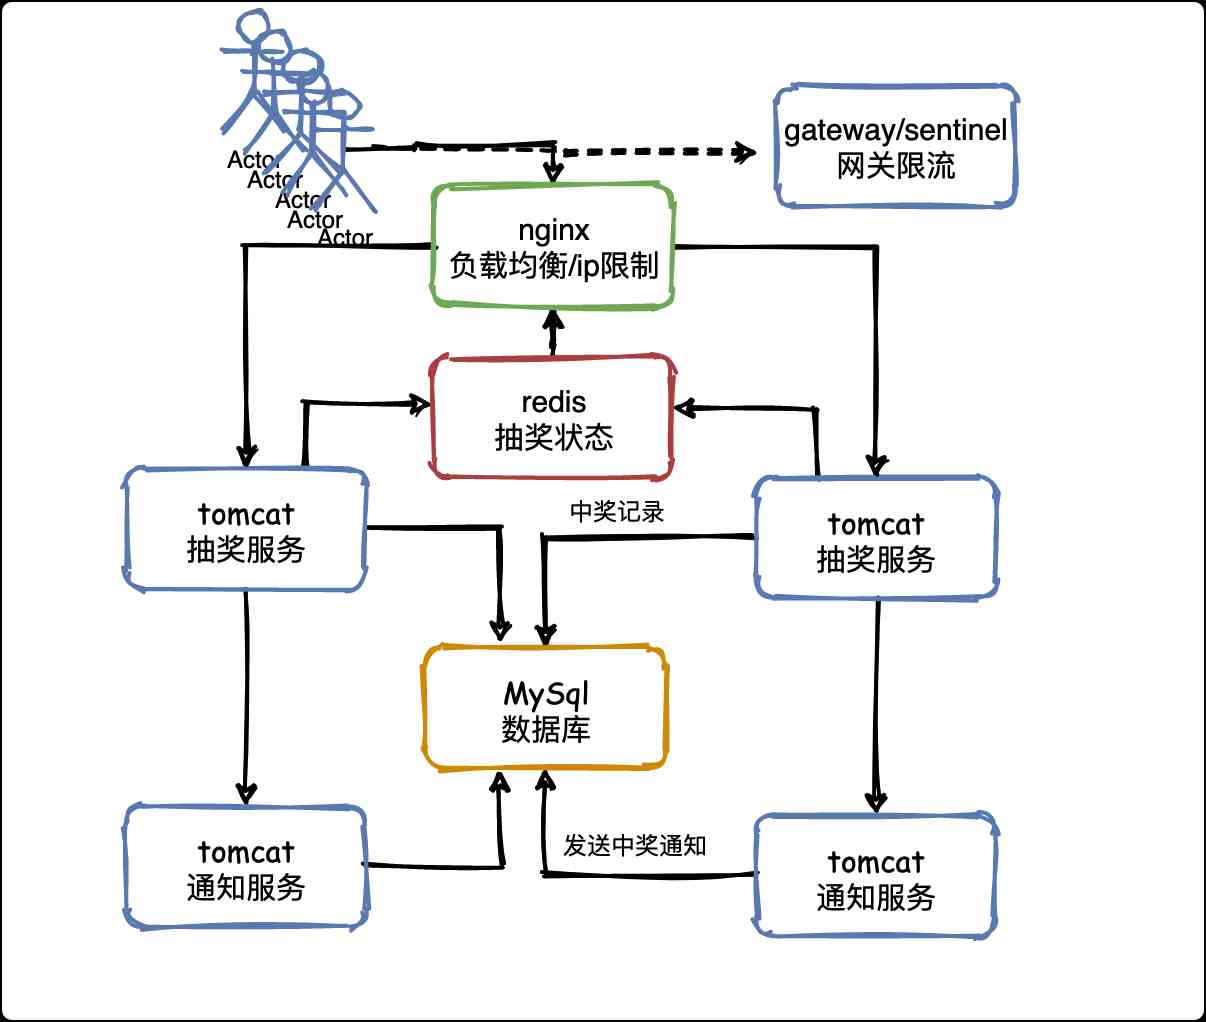 Actor
Actor
Actor
Actor
Actor
gateway/sentinel
网关限流
nginx
负载均衡/ip限制
redis
抽奖状态
tomcat
抽奖服务
中奖记录
tomcat
抽奖服务
MySql
数据库
tomcat
通知服务
发送中奖通知
tomcat
通知服务